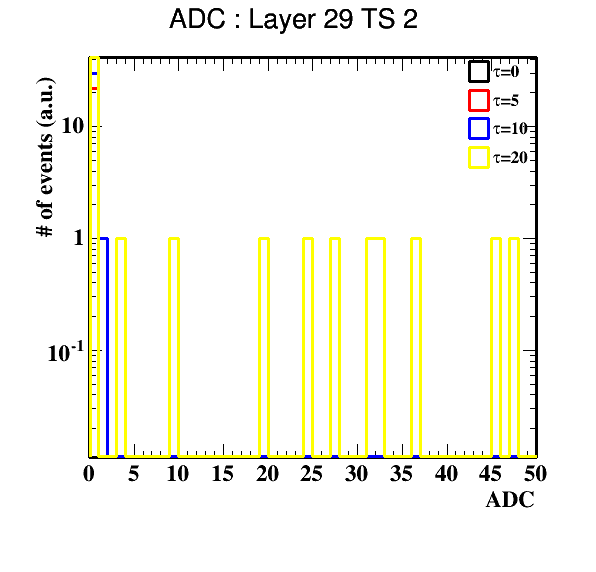 ADC : Layer 29 TS 2
# of events (a.u.)
τ=0
τ=5
τ=10
τ=20
10
1
10-1
0 5 10 15 20 25 30 35 40 45 50
ADC